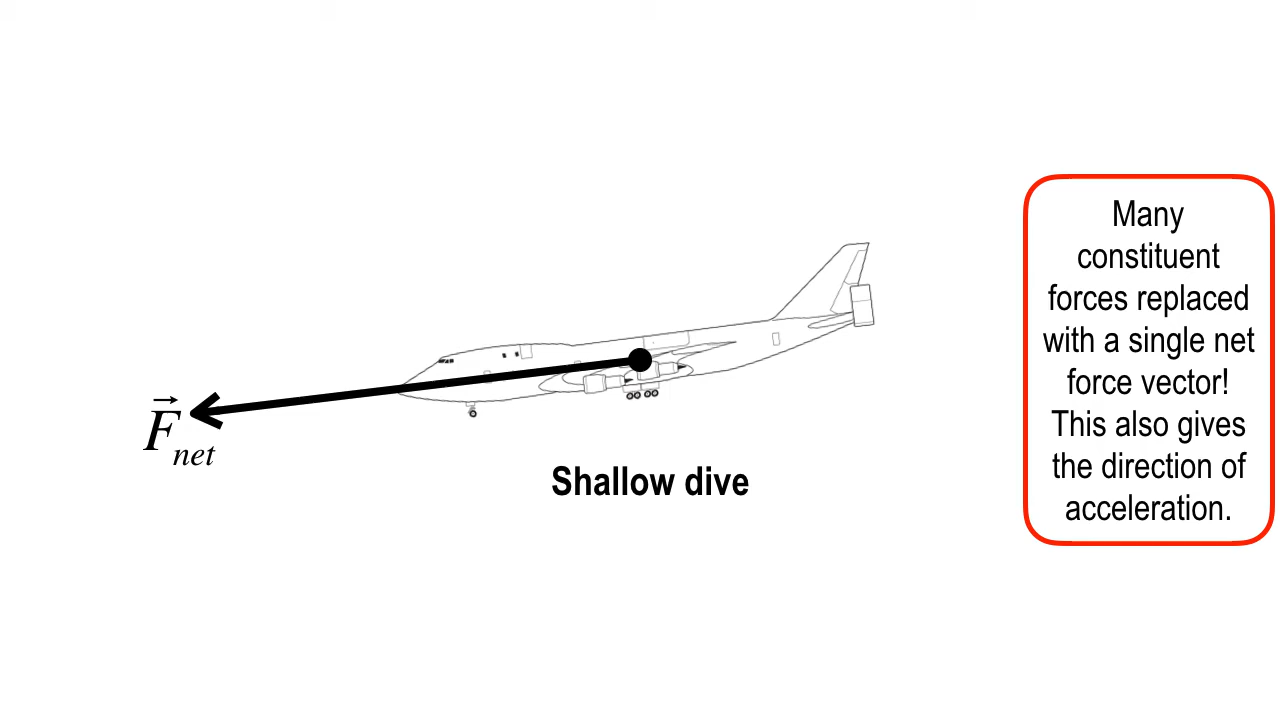 Many
constituent
forces replaced
with a single net
force vector!
This also gives
the direction of
acceleration.
F⃗net
Shallow dive